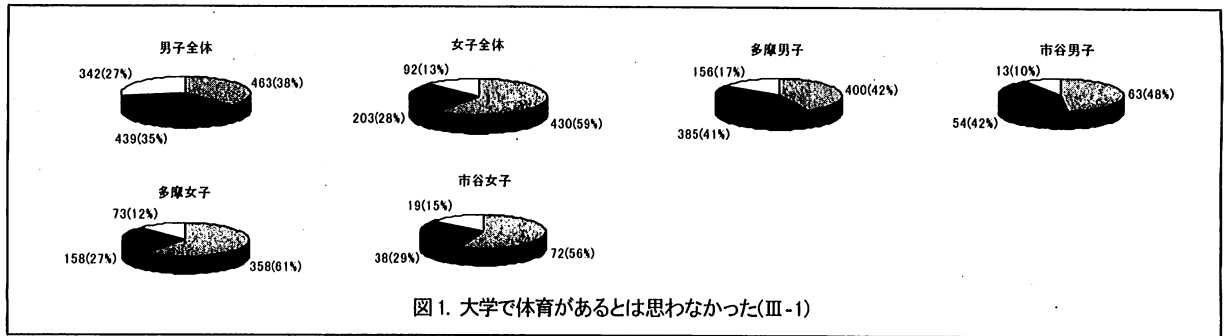 男子全体
342(27%)
463(38%)
439(35%)
女子全体
92(13%)
203(28%)
430(59%)
多摩男子
156(17%)
400(42%)
385(41%)
市谷男子
13(10%)
63(48%)
54(42%)
多摩女子
73(12%)
158(27%)
358(61%)
市谷女子
19(15%)
38(29%)
72(56%)
図1. 大学で体育があるとは思わなかった(Ⅲ-1)